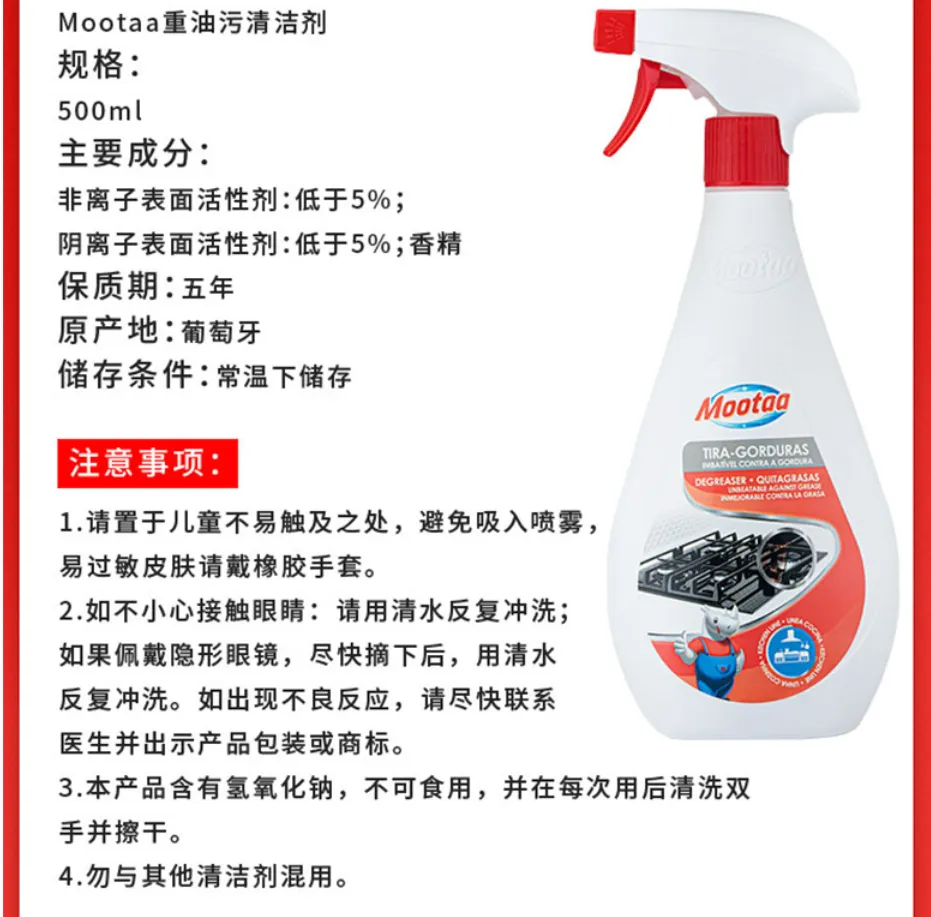 Mootaa重油污清洁剂
规格：
500ml
主要成分：
非离子表面活性剂：低于5%；
阴离子表面活性剂：低于5%；香精
保质期：五年
原产地：葡萄牙
储存条件：常温下储存
注意事项：
1.请置于儿童不易触及之处，避免吸入喷雾，
易过敏皮肤请戴橡胶手套。
2.如不小心接触眼睛：请用清水反复冲洗；
如果佩戴隐形眼镜，尽快摘下后，用清水
反复冲洗。如出现不良反应，请尽快联系
医生并出示产品包装或商标。
3.本产品含有氢氧化钠，不可食用，并在每次用后清洗双
手并擦干。
4.勿与其他清洁剂混用。
Mootaa
Mootaa
TIRA-GORDURAS
IMBATÍVEL CONTRA A GORDURA
DEGREASER • QUITAGRASAS
UNBEATABLE AGAINST GREASE
INMEJORABLE CONTRA LA GRASA
KITCHEN LINE • LINEA COCINA • KITCHEN LINE • LINHA COZINHA •